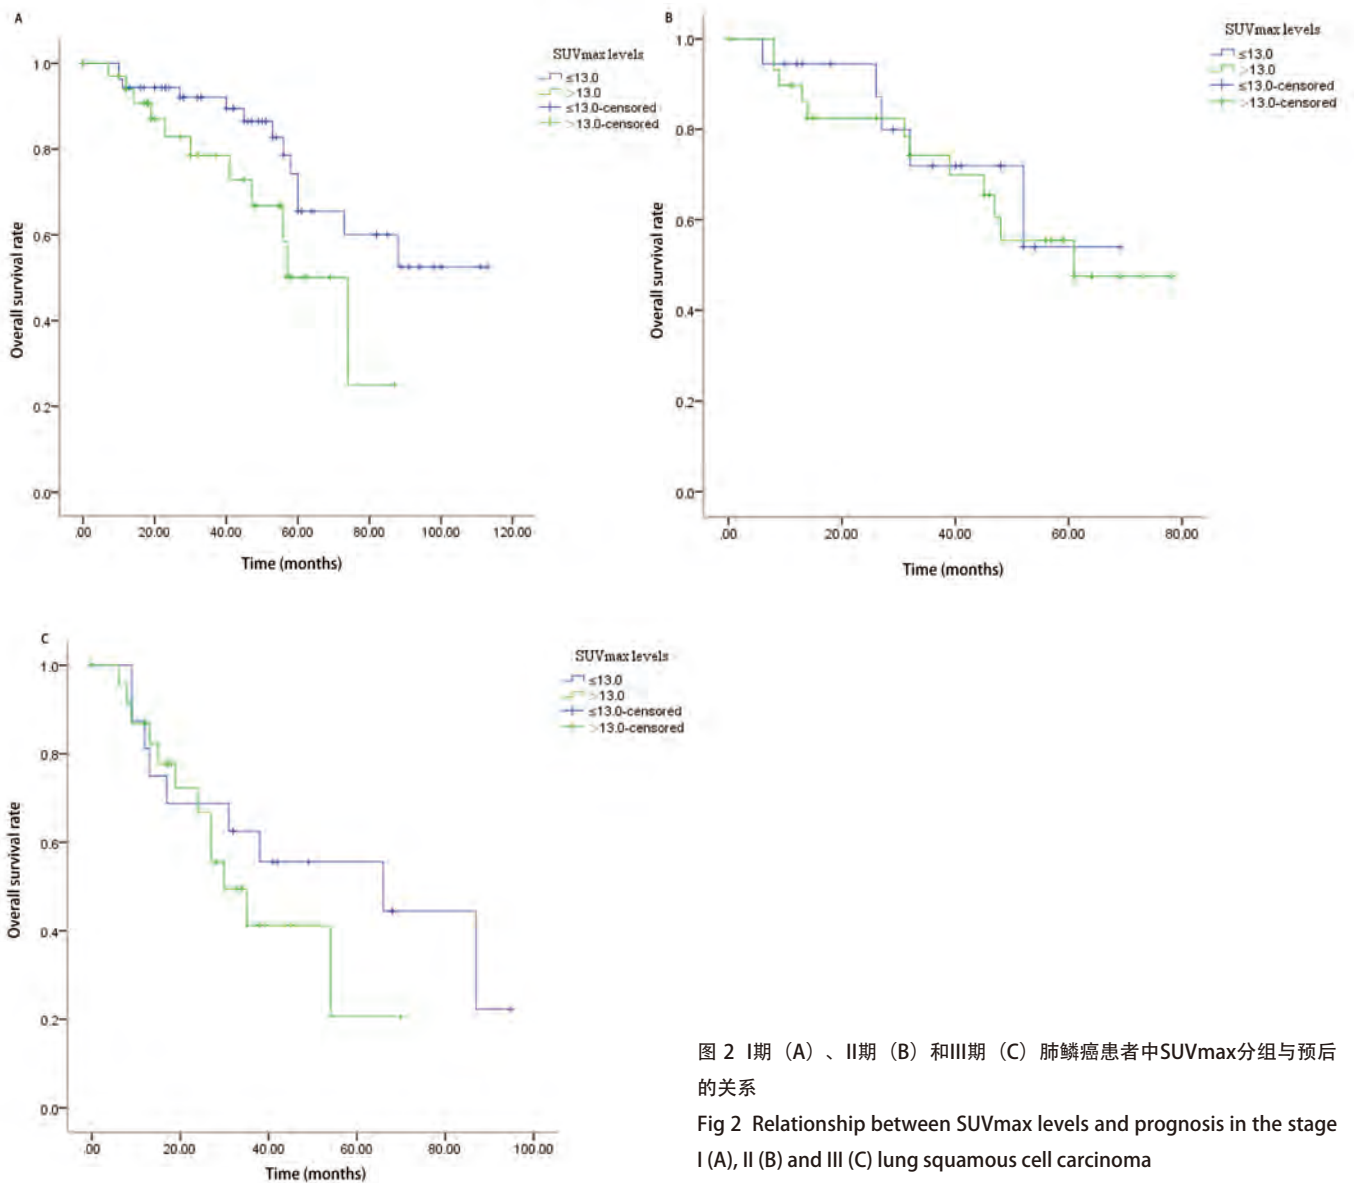 A
SUVmax levels
≤13.0
>13.0
≤13.0-censored
>13.0-censored
1.0
0.8
0.6
0.4
0.2
0.0
Overall survival rate
.00 20.00 40.00 60.00 80.00 100.00 120.00
Time (months)
B
SUVmax levels
≤13.0
>13.0
≤13.0-censored
>13.0-censored
1.0
0.8
0.6
0.4
0.2
0.0
Overall survival rate
.00 20.00 40.00 60.00 80.00
Time (months)
C
SUVmax levels
≤13.0
>13.0
≤13.0-censored
>13.0-censored
1.0
0.8
0.6
0.4
0.2
0.0
Overall survival rate
.00 20.00 40.00 60.00 80.00 100.00
Time (months)
图 2 I期（A）、II期（B）和III期（C）肺鳞癌患者中SUVmax分组与预后
的关系
Fig 2 Relationship between SUVmax levels and prognosis in the stage
I (A), II (B) and III (C) lung squamous cell carcinoma